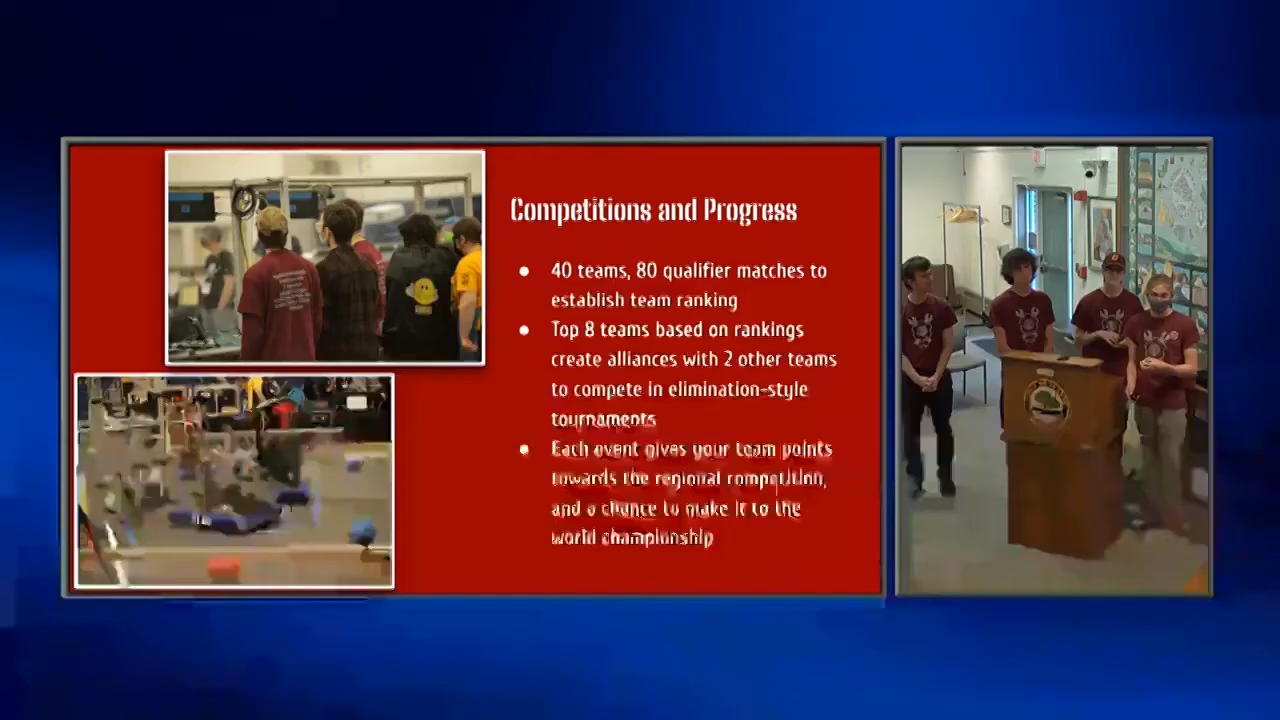 Competitions and Progress
● 40 teams, 80 qualifier matches to
establish team ranking
● Top 8 teams based on rankings
create alliances with 2 other teams
to compete in elimination-style
tournaments
● Each event gives your team points
towards the regional competition,
and a chance to make it to the
world championship